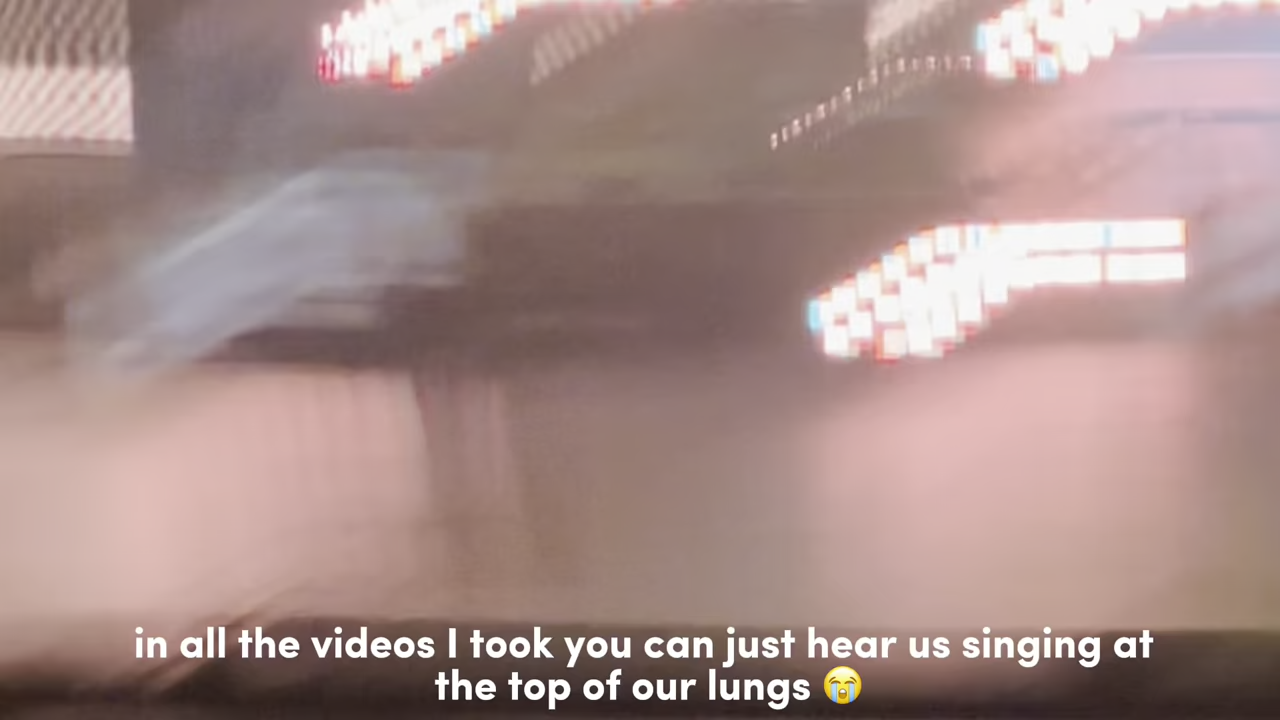 in all the videos I took you can just hear us singing at
the top of our lungs 😭